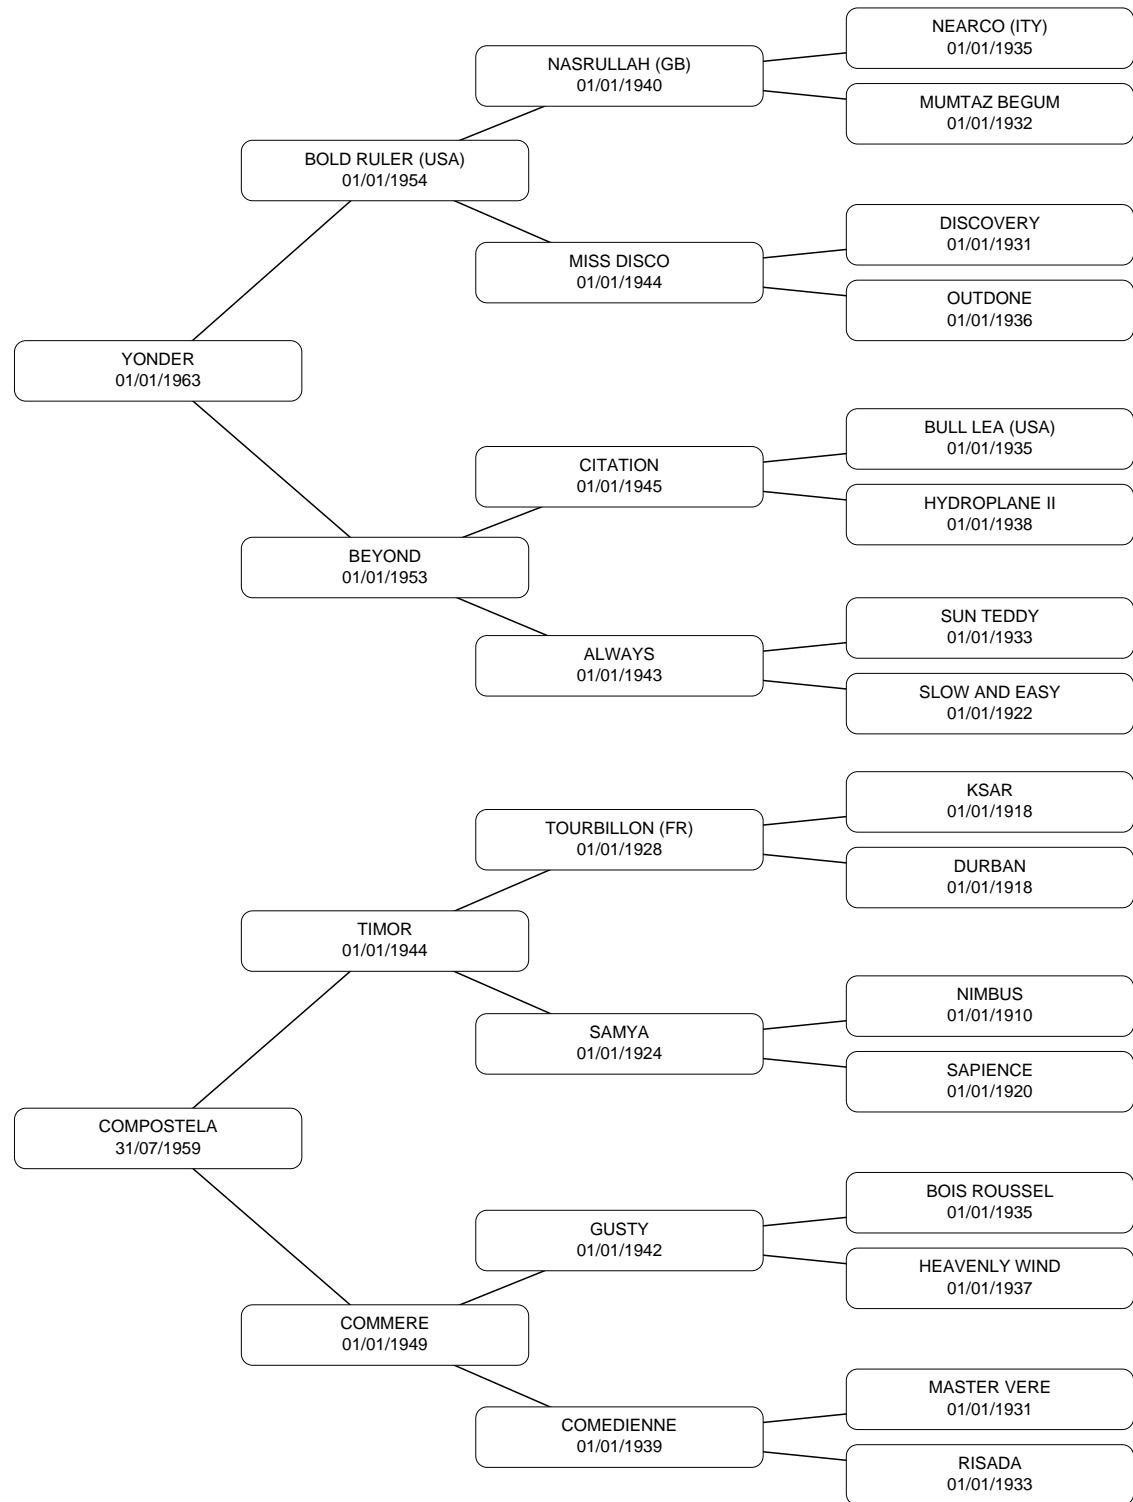 NEARCO (ITY)
01/01/1935
NASRULLAH (GB)
01/01/1940
MUMTAZ BEGUM
01/01/1932
BOLD RULER (USA)
01/01/1954
DISCOVERY
01/01/1931
MISS DISCO
01/01/1944
OUTDONE
01/01/1936
YONDER
01/01/1963
BULL LEA (USA)
01/01/1935
CITATION
01/01/1945
HYDROPLANE II
01/01/1938
BEYOND
01/01/1953
SUN TEDDY
01/01/1933
ALWAYS
01/01/1943
SLOW AND EASY
01/01/1922
KSAR
01/01/1918
TOURBILLON (FR)
01/01/1928
DURBAN
01/01/1918
TIMOR
01/01/1944
NIMBUS
01/01/1910
SAMYA
01/01/1924
SAPIENCE
01/01/1920
COMPOSTELA
31/07/1959
BOIS ROUSSEL
01/01/1935
GUSTY
01/01/1942
HEAVENLY WIND
01/01/1937
COMMERE
01/01/1949
MASTER VERE
01/01/1931
COMEDIENNE
01/01/1939
RISADA
01/01/1933